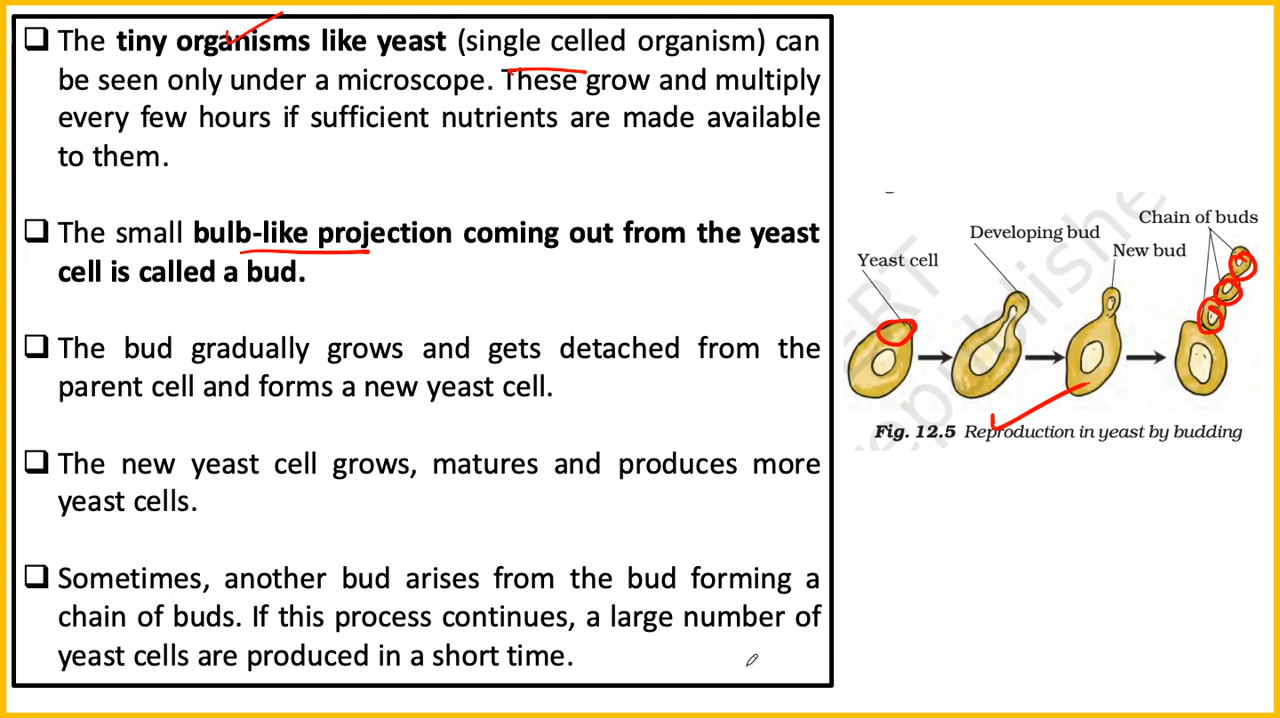 ❑ The tiny organisms like yeast (single celled organism) can
be seen only under a microscope. These grow and multiply
every few hours if sufficient nutrients are made available
to them.
❑ The small bulb-like projection coming out from the yeast
cell is called a bud.
❑ The bud gradually grows and gets detached from the
parent cell and forms a new yeast cell.
❑ The new yeast cell grows, matures and produces more
yeast cells.
❑ Sometimes, another bud arises from the bud forming a
chain of buds. If this process continues, a large number of
yeast cells are produced in a short time.
Chain of buds
Developing bud
New bud
Yeast cell
Fig. 12.5 Reproduction in yeast by budding